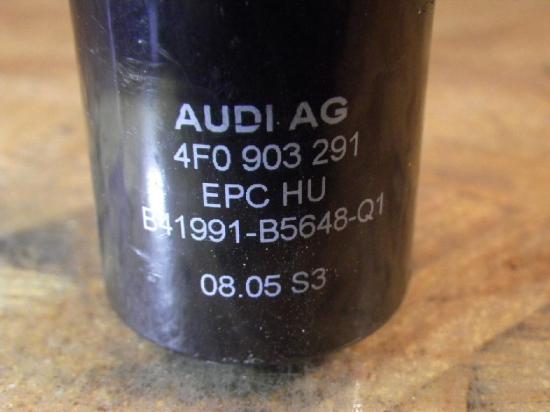 AUDI AG
4F0 903 291
EPC HU
B41991-B5648-Q1
08.05 S3